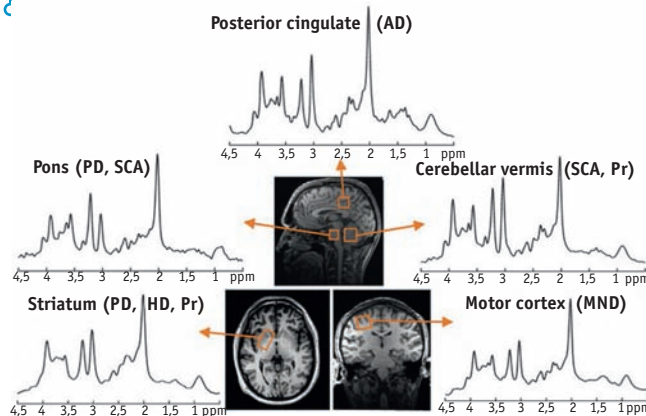 Posterior cingulate (AD)
4,5 4 3,5 3 2,5 2 1,5 1 ppm
Pons (PD, SCA)
Cerebellar vermis (SCA, Pr)
4,5 4 3,5 3 2,5 2 1,5 1 0,5 ppm
4,5 4 3,5 3 2,5 2 1,5 1 0,5
Striatum (PD, HD, Pr)
Motor cortex (MND)
4,5 4 3,5 3 2,5 2 1,5 1 ppm
4,5 4 3,5 3 2,5 2 1,5 1 ppm